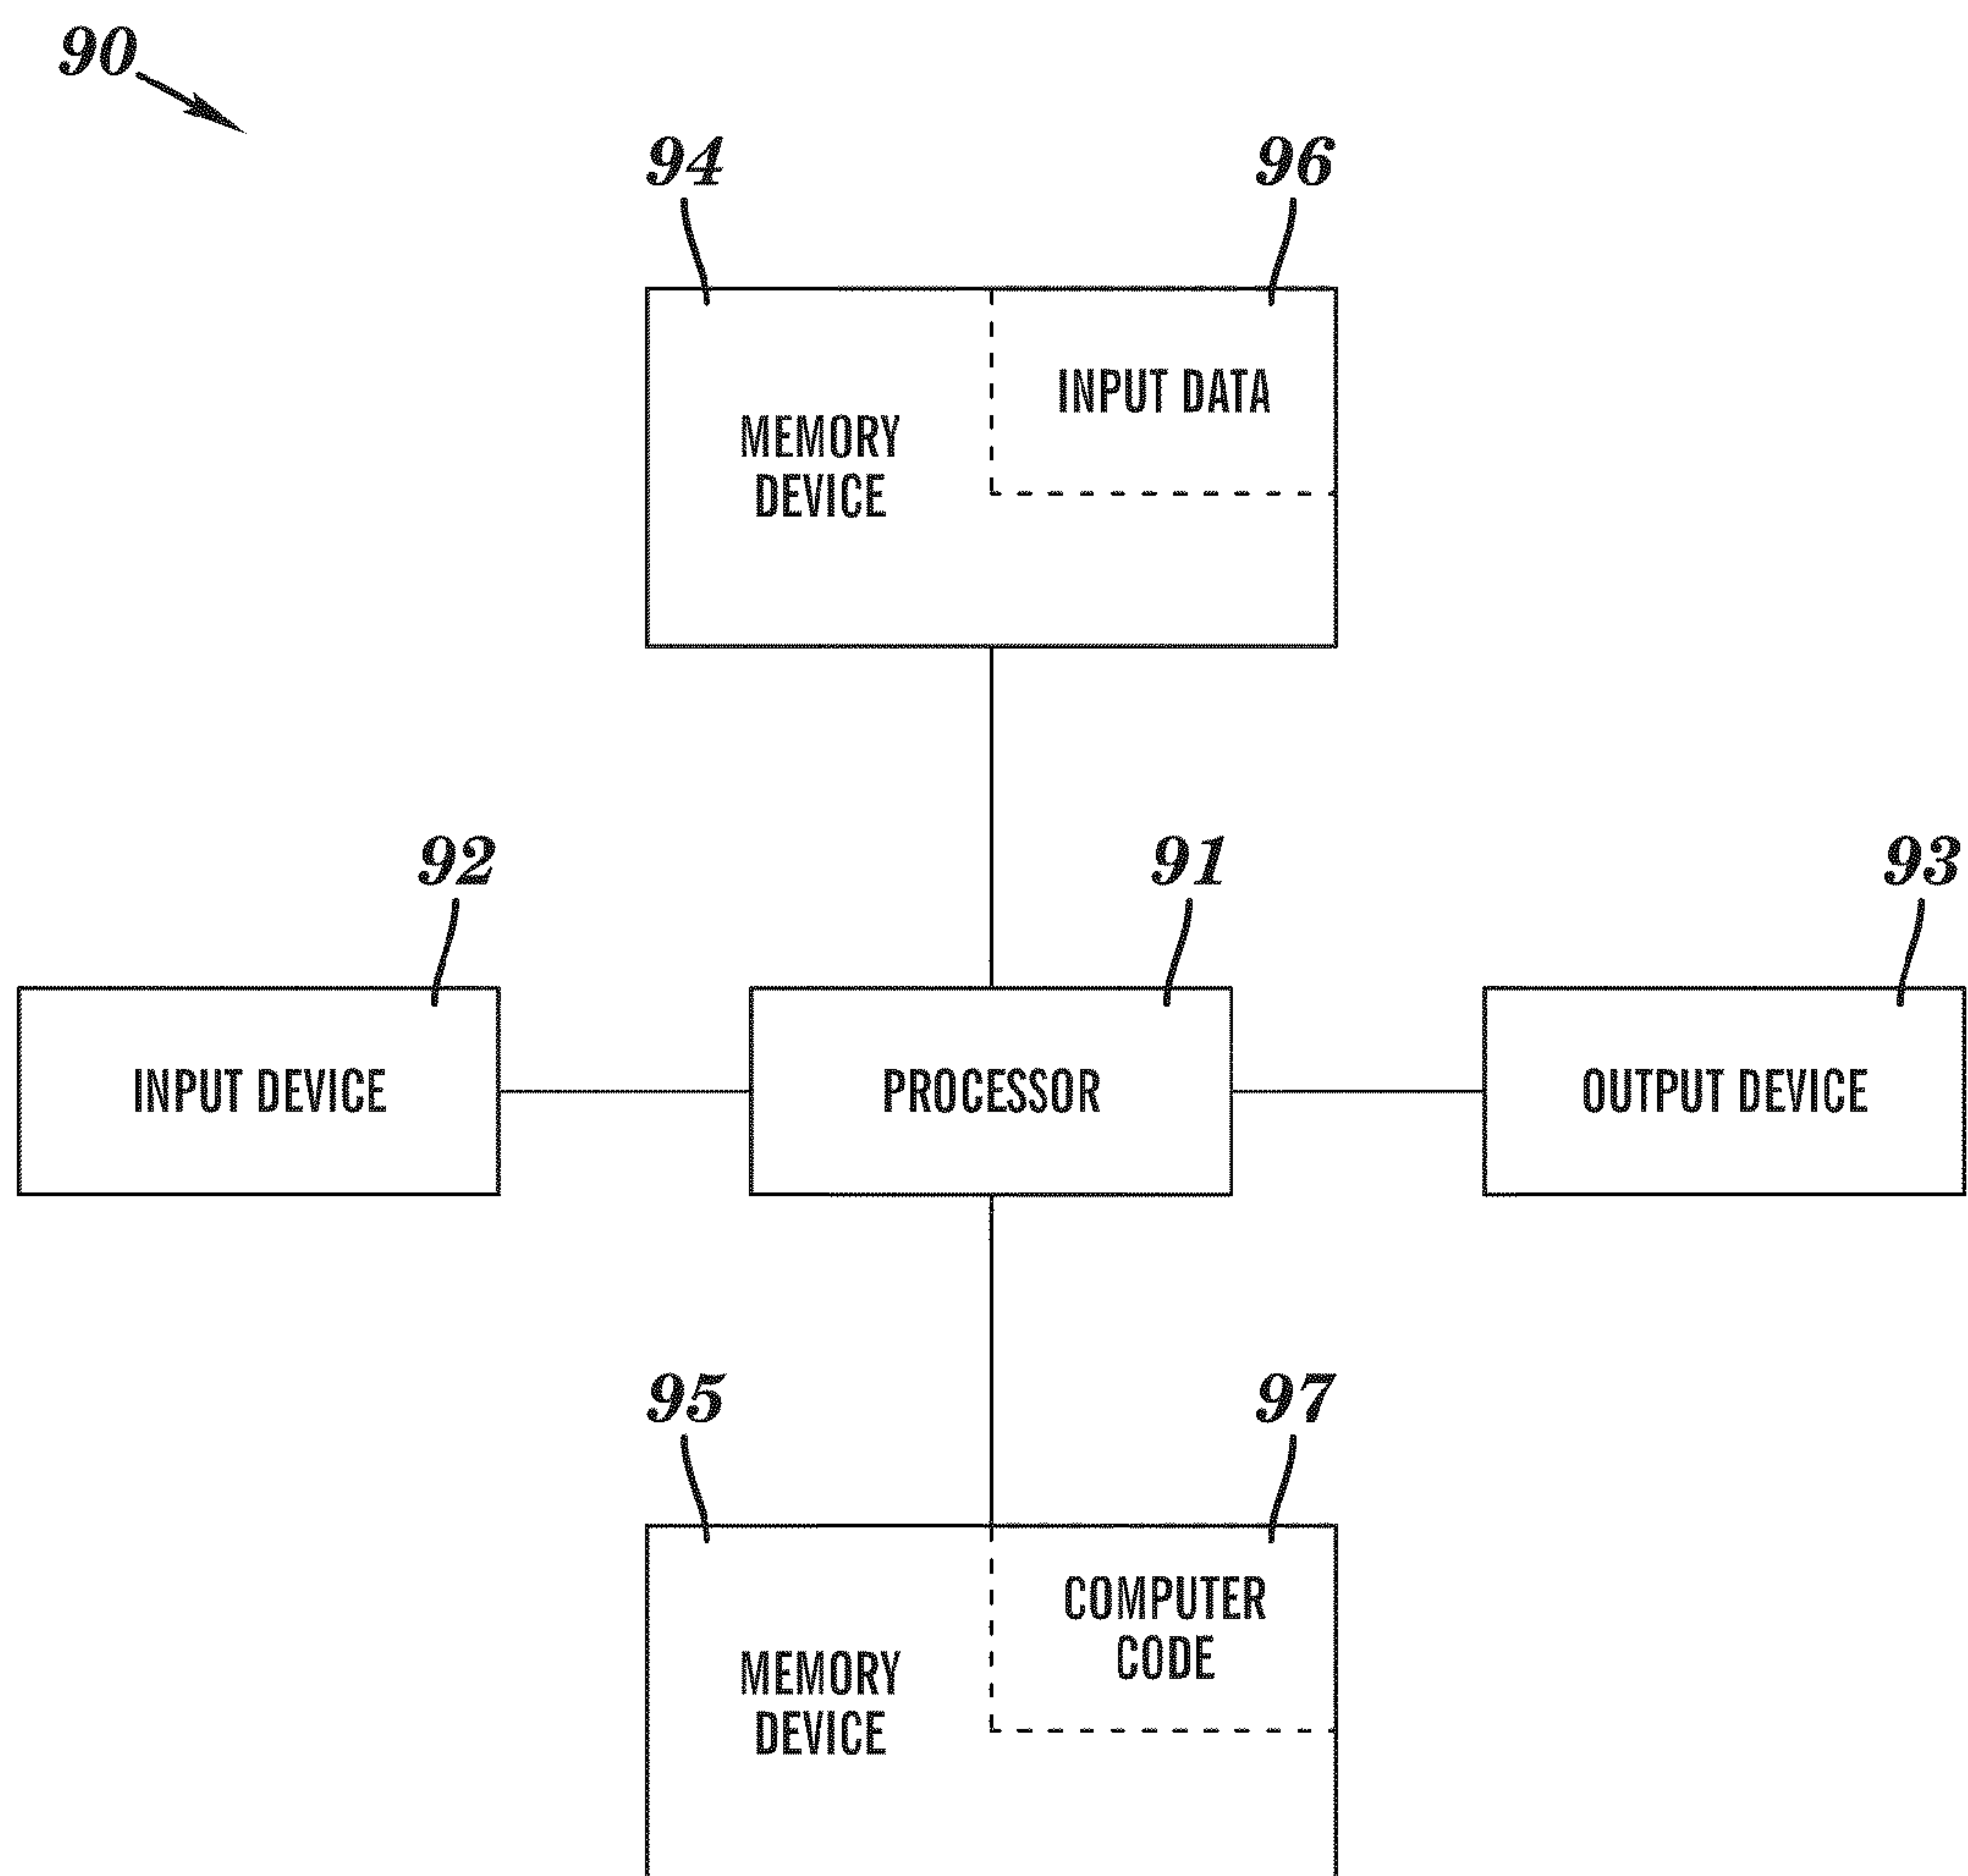 90
94
96
INPUT DATA
MEMORY
DEVICE
92
91
93
INPUT DEVICE
PROCESSOR
OUTPUT DEVICE
95
97
COMPUTER
CODE
MEMORY
DEVICE